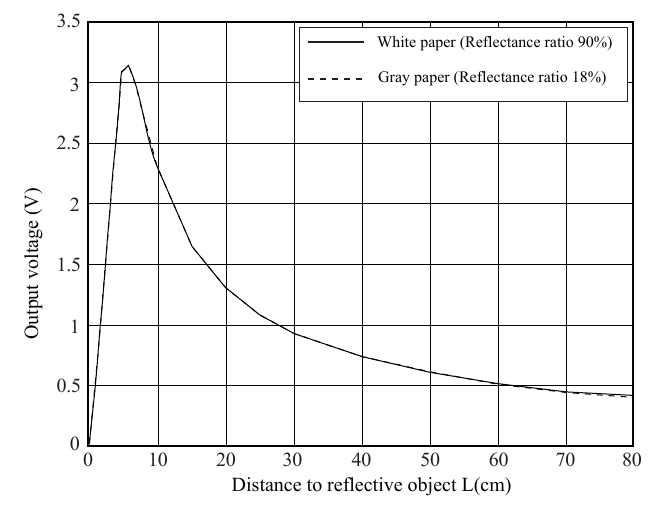 3.5
3
2.5
2
1.5
1
0.5
0
Output voltage (V)
White paper (Reflectance ratio 90%)
Gray paper (Reflectance ratio 18%)
0 10 20 30 40 50 60 70 80
Distance to reflective object L(cm)